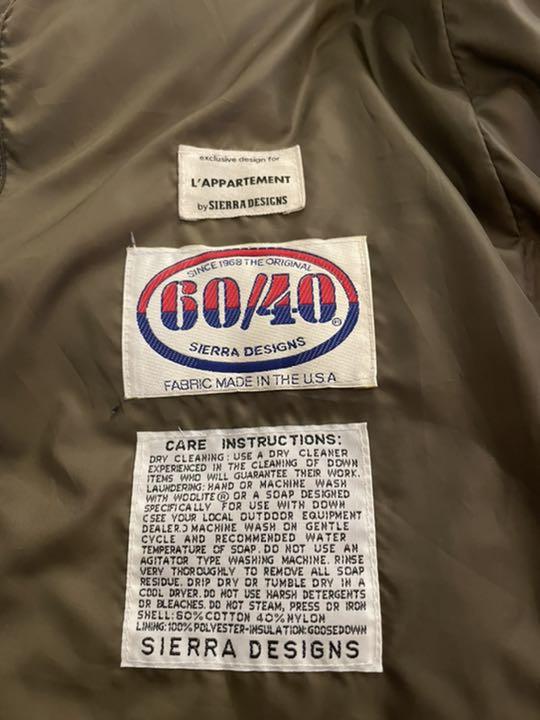 exclusive design for
L'APPARTEMENT
by SIERRA DESIGNS
SINCE 1968 THE ORIGINAL
60/40®
SIERRA DESIGNS
FABRIC MADE IN THE U.S.A
CARE INSTRUCTIONS:
DRY CLEANING: USE A DRY CLEANER
EXPERIENCED IN THE CLEANING OF DOWN
ITEMS WHO WILL GUARANTEE THEIR WORK.
LAUNDERING: HAND OR MACHINE WASH
WITH WOOLITE® OR A SOAP DESIGNED
SPECIFICALLY FOR USE WITH DOWN
(SEE YOUR LOCAL OUTDOOR EQUIPMENT
DEALER.) MACHINE WASH ON GENTLE
CYCLE AND RECOMMENDED WATER
TEMPERATURE OF SOAP. DO NOT USE AN
AGITATOR TYPE WASHING MACHINE. RINSE
VERY THOROUGHLY TO REMOVE ALL SOAP
RESIDUE. DRIP DRY OR TUMBLE DRY IN A
COOL DRYER. DO NOT USE HARSH DETERGENTS
OR BLEACHES. DO NOT STEAM, PRESS OR IRON
SHELL: 60% COTTON 40% NYLON
LINING: 100% POLYESTER-INSULATION: GOOSEDOWN
SIERRA DESIGNS